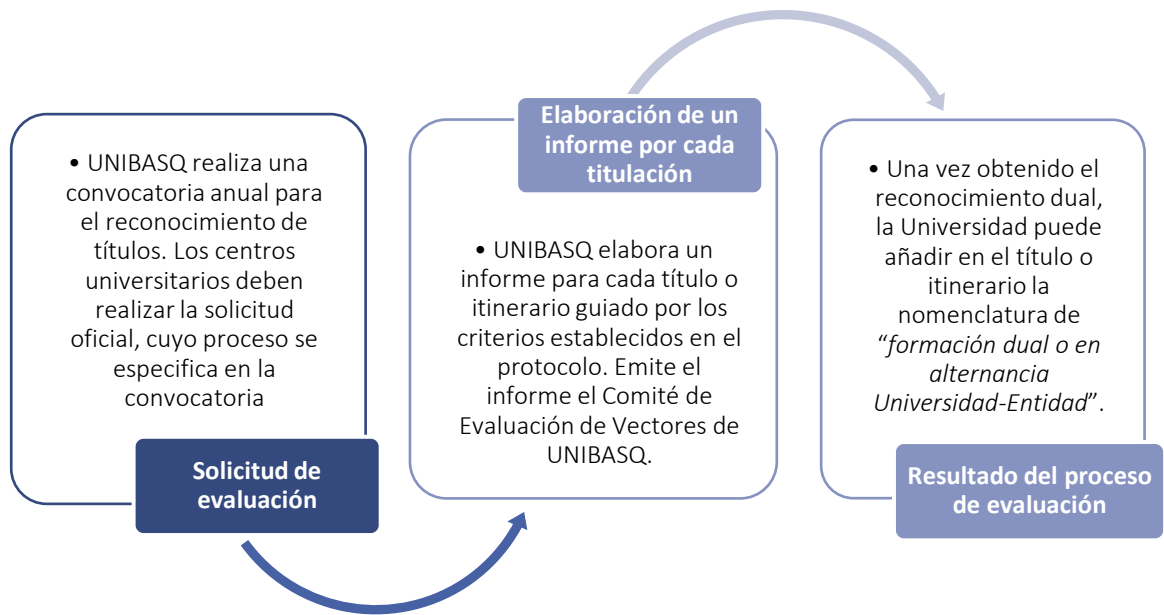 • UNIBASQ realiza una
convocatoria anual para
el reconocimiento de
títulos. Los centros
universitarios deben
realizar la solicitud
oficial, cuyo proceso se
especifica en la
convocatoria
Solicitud de
evaluación
Elaboración de un
informe por cada
titulación
• UNIBASQ elabora un
informe para cada título o
itinerario guiado por los
criterios establecidos en el
protocolo. Emite el
informe el Comité de
Evaluación de Vectores de
UNIBASQ.
• Una vez obtenido el
reconocimiento dual,
la Universidad puede
añadir en el título o
itinerario la
nomenclatura de
“formación dual o en
alternancia
Universidad-Entidad”.
Resultado del proceso
de evaluación